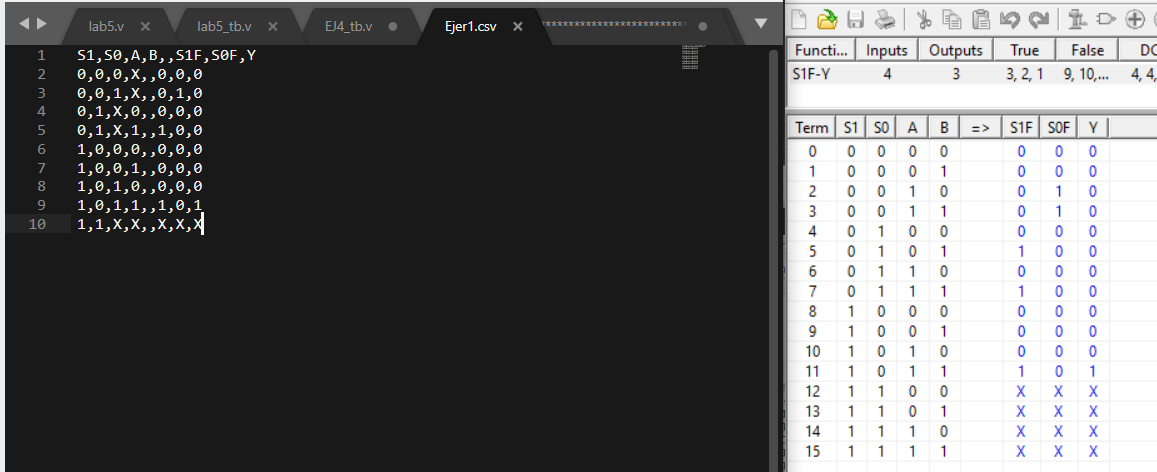 lab5.v × lab5_tb.v × EJ4_tb.v Ejer1.csv ×
1 S1,S0,A,B,,S1F,S0F,Y
2 0,0,0,X,,0,0,0
3 0,0,1,X,,0,1,0
4 0,1,X,0,,0,0,0
5 0,1,X,1,,1,0,0
6 1,0,0,0,,0,0,0
7 1,0,0,1,,0,0,0
8 1,0,1,0,,0,0,0
9 1,0,1,1,,1,0,1
10 1,1,X,X,,X,X,X
Functi... Inputs Outputs True False DC
S1F-Y 4 3 3, 2, 1 9, 10,... 4, 4,
Term S1 S0 A B => S1F S0F Y
0 0 0 0 0 0 0 0
1 0 0 0 1 0 0 0
2 0 0 1 0 0 1 0
3 0 0 1 1 0 1 0
4 0 1 0 0 0 0 0
5 0 1 0 1 1 0 0
6 0 1 1 0 0 0 0
7 0 1 1 1 1 0 0
8 1 0 0 0 0 0 0
9 1 0 0 1 0 0 0
10 1 0 1 0 0 0 0
11 1 0 1 1 1 0 1
12 1 1 0 0 X X X
13 1 1 0 1 X X X
14 1 1 1 0 X X X
15 1 1 1 1 X X X